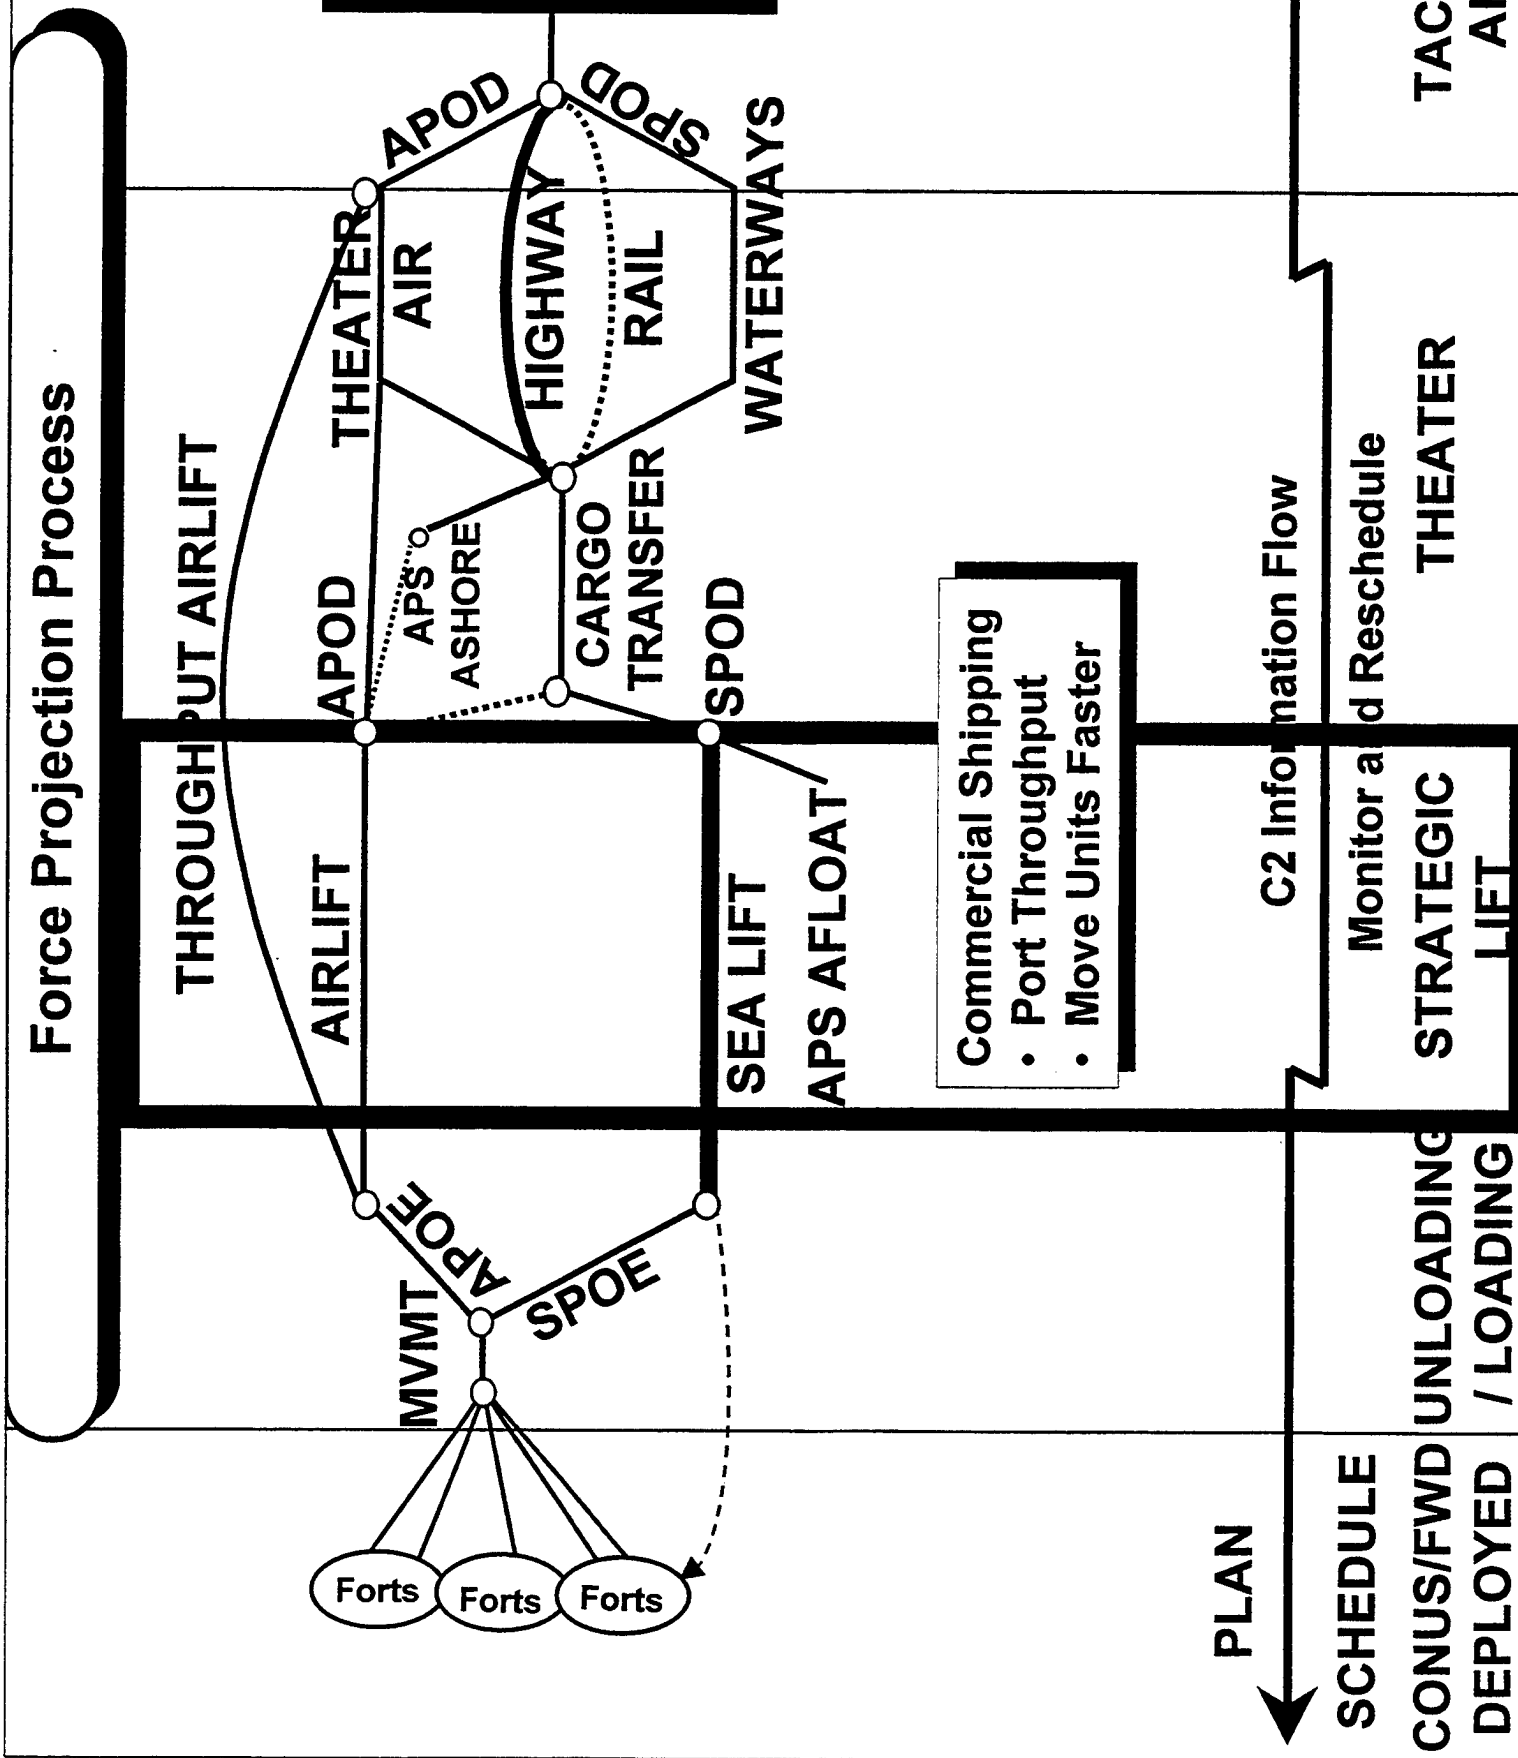 Force Projection Process
THROUGHPUT AIRLIFT
AIRLIFT
APOD
THEATER
AIR
APOD
MVMT
APOE
APS
ASHORE
HIGHWAY
SPOD
Forts
Forts
Forts
SPOE
CARGO
TRANSFER
RAIL
SEA LIFT
SPOD
WATERWAYS
APS AFLOAT
Commercial Shipping
• Port Throughput
• Move Units Faster
PLAN
C2 Information Flow
SCHEDULE
Monitor and Reschedule
CONUS/FWD
DEPLOYED
UNLOADING
/ LOADING
STRATEGIC
LIFT
THEATER
TAC